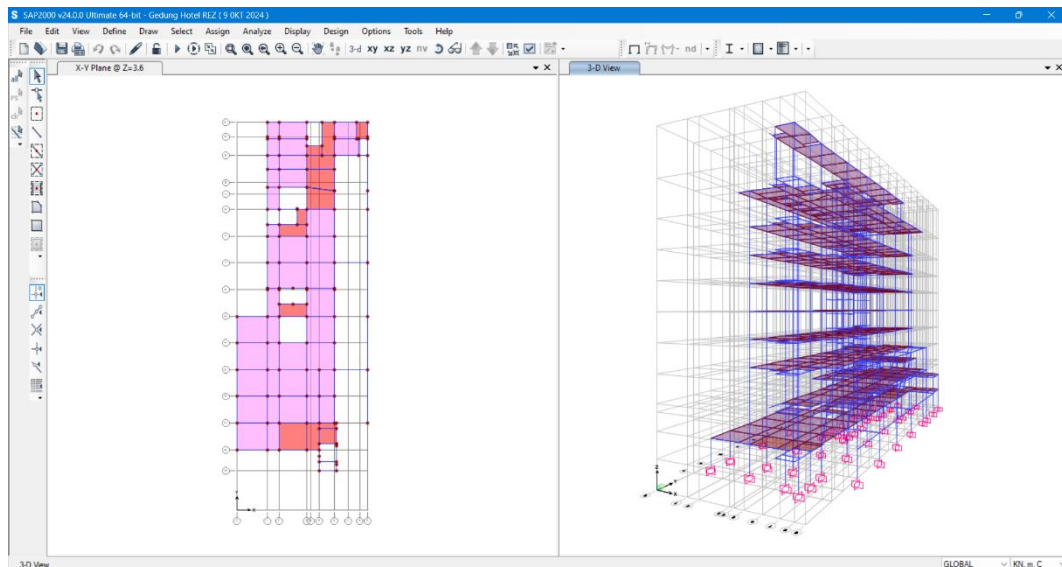 SAP2000 v24.0.0 Ultimate 64-bit - Gedung Hotel REZ ( 9 OKT 2024 )
File Edit View Define Draw Select Assign Analyze Display Design Options Tools Help
3-d xy xz yz nv nd
X-Y Plane @ Z=3.6
3-D View
Y
X
Z
Y
X
3-D View
GLOBAL
KN, m, C